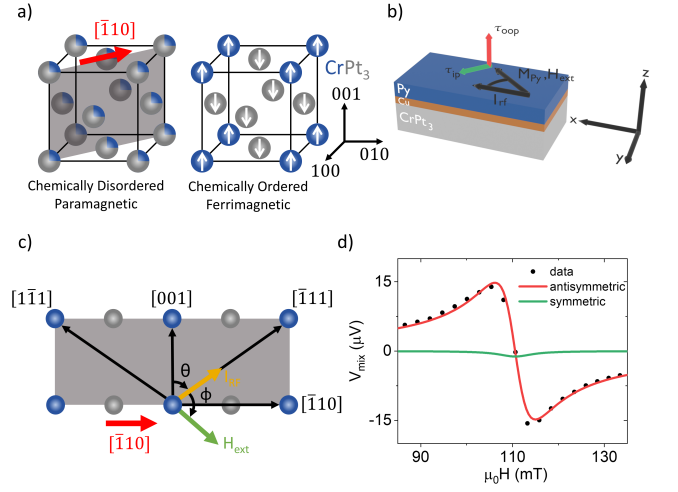 a)
[1̄10]
CrPt₃
001
010
100
Chemically Disordered
Paramagnetic
Chemically Ordered
Ferrimagnetic
b)
τoop
τip
MPy,Hext
Irf
Py
Cu
CrPt₃
z
x
y
c)
[11̄1]
[001]
[1̄11]
θ
Irf
ϕ
[1̄10]
[1̄10]
Hext
d)
data
antisymmetric
symmetric
15
0
-15
Vmix (µV)
90
110
130
µ₀H (mT)